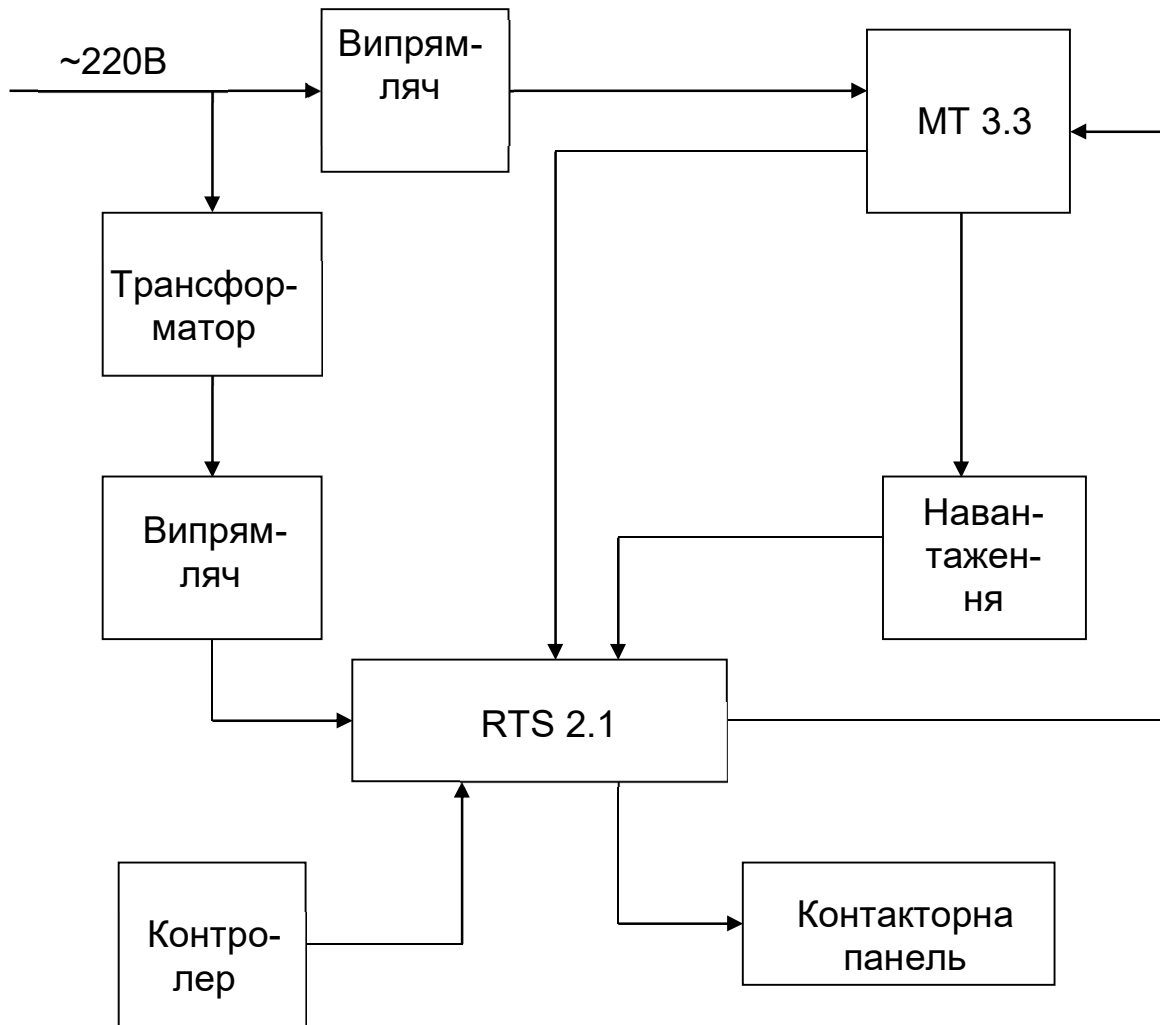 ~220В
Випрям-
ляч
МТ 3.3
Трансфор-
матор
Випрям-
ляч
Наван-
тажен-
ня
RTS 2.1
Контро-
лер
Контакторна
панель